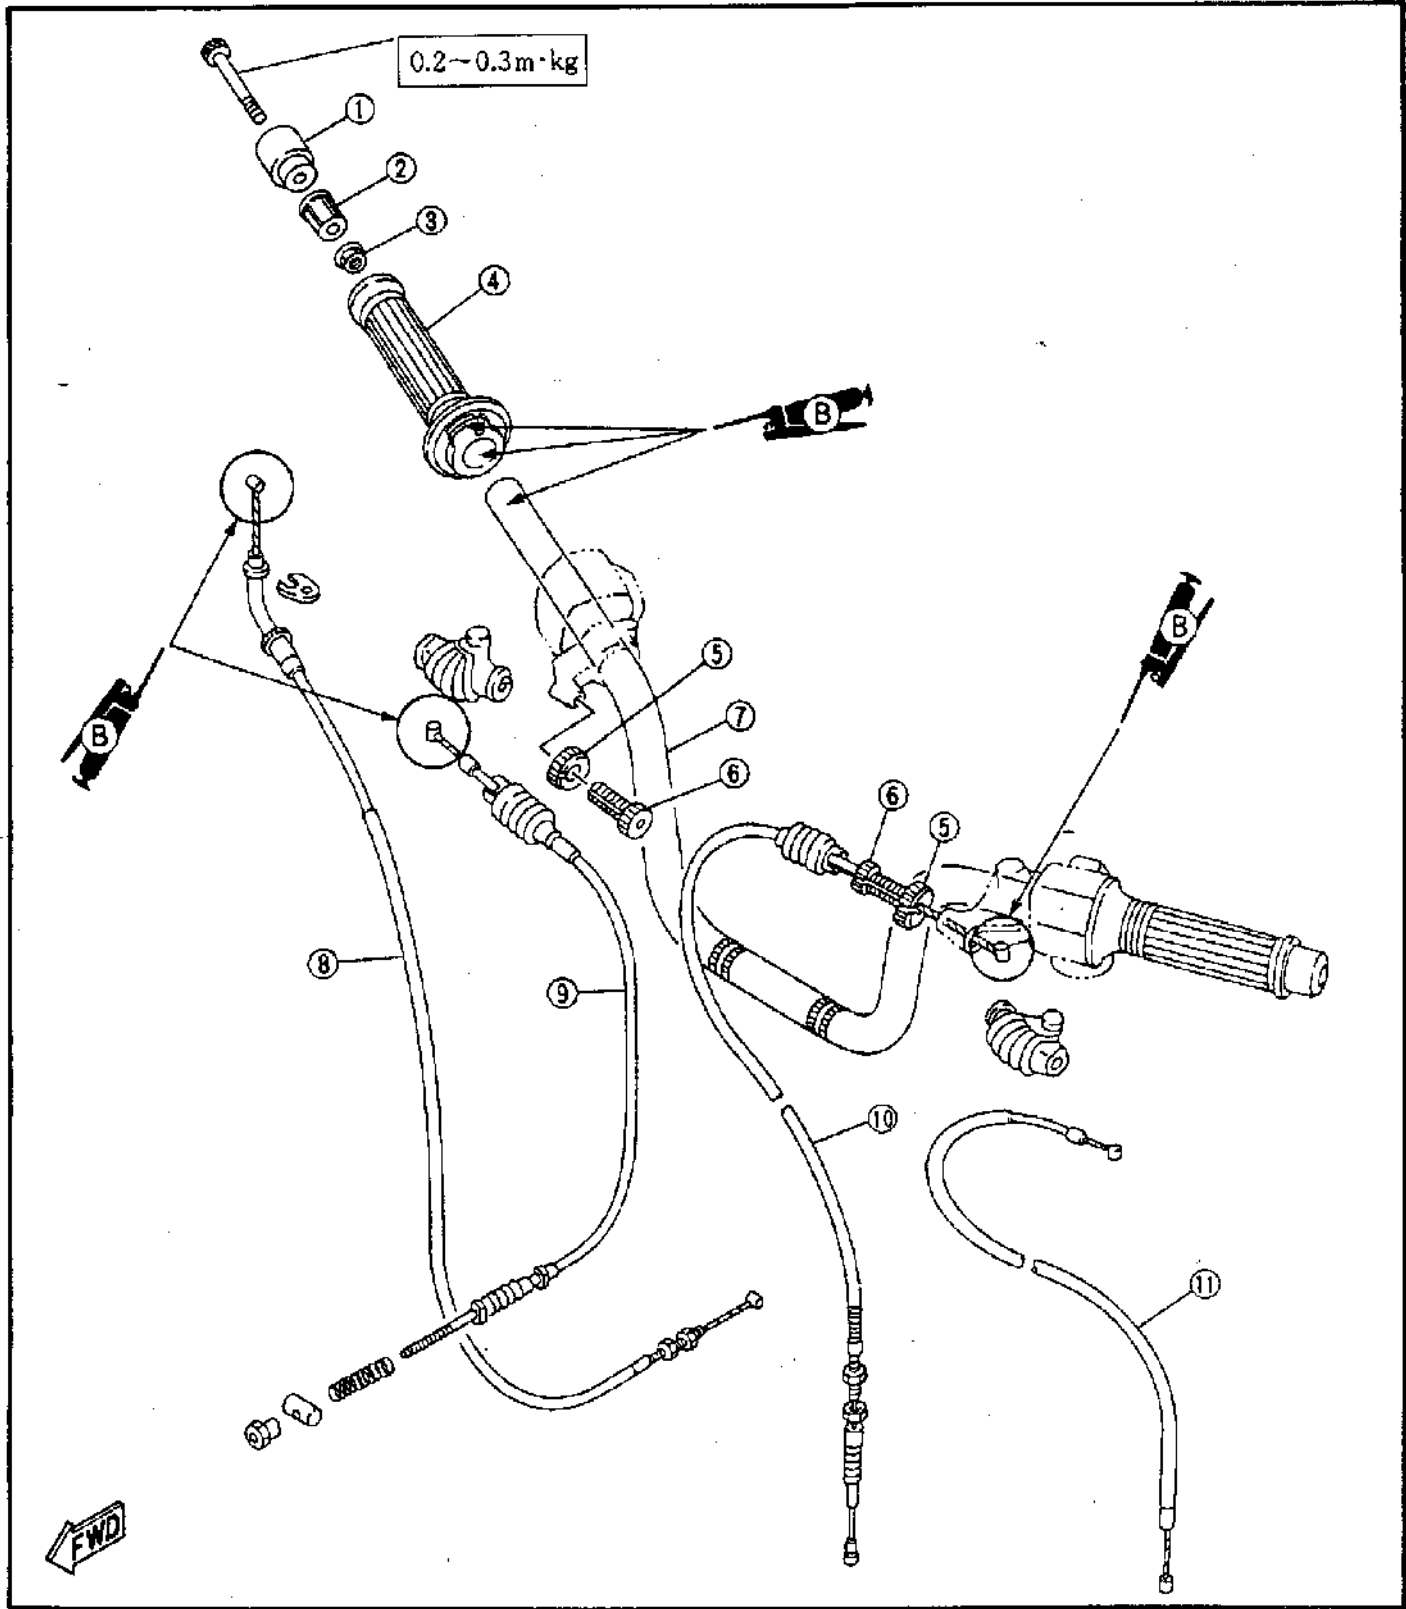 0.2~0.3m·kg
①
②
③
④
B
⑤
B
⑦
B
⑥
⑥
⑤
⑧
⑨
⑩
⑪
FWD